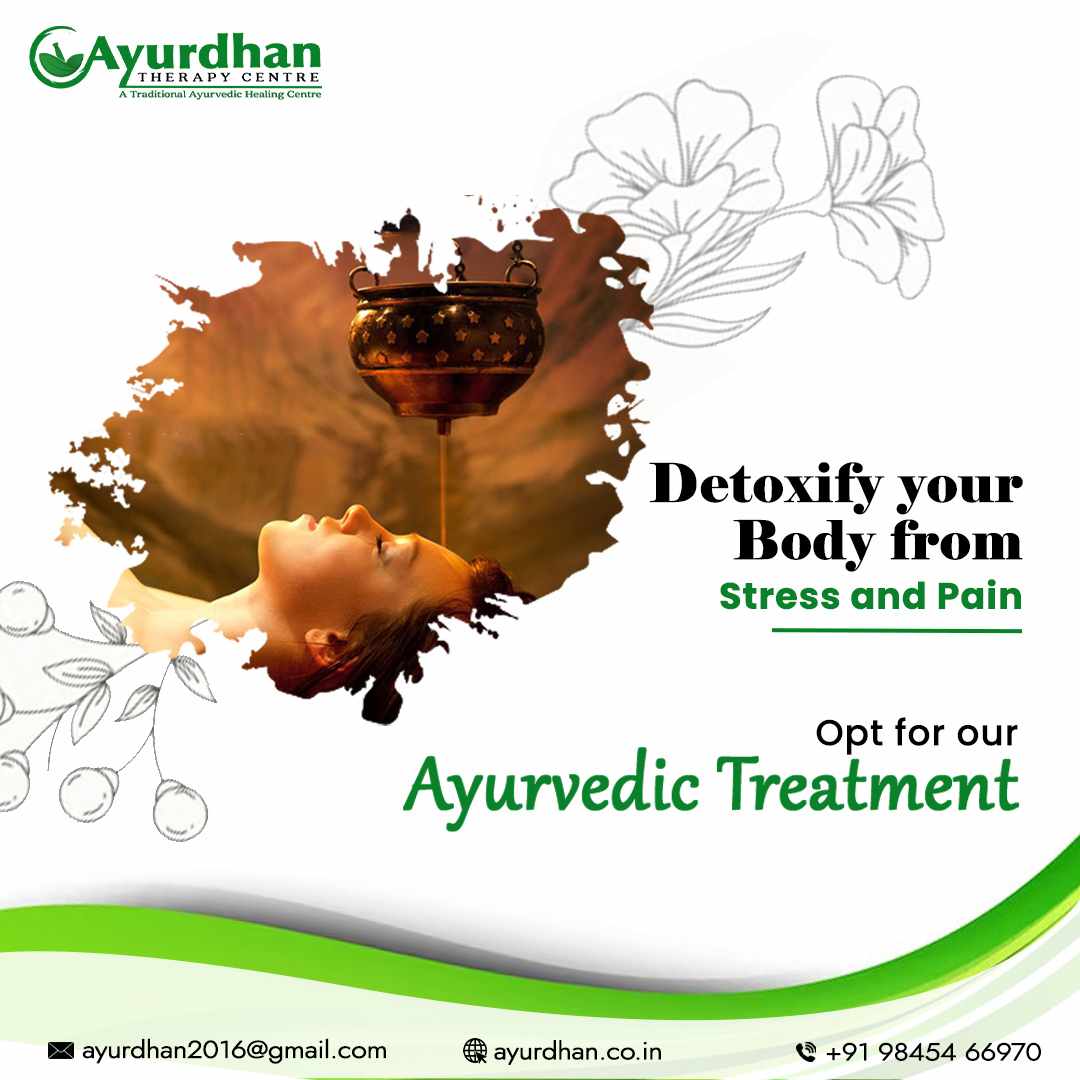 Ayurdhan
THERAPY CENTRE
A Traditional Ayurvedic Healing Centre
Detoxify your
Body from
Stress and Pain
Opt for our
Ayurvedic Treatment
ayurdhan2016@gmail.com
ayurdhan.co.in
+91 98454 66970